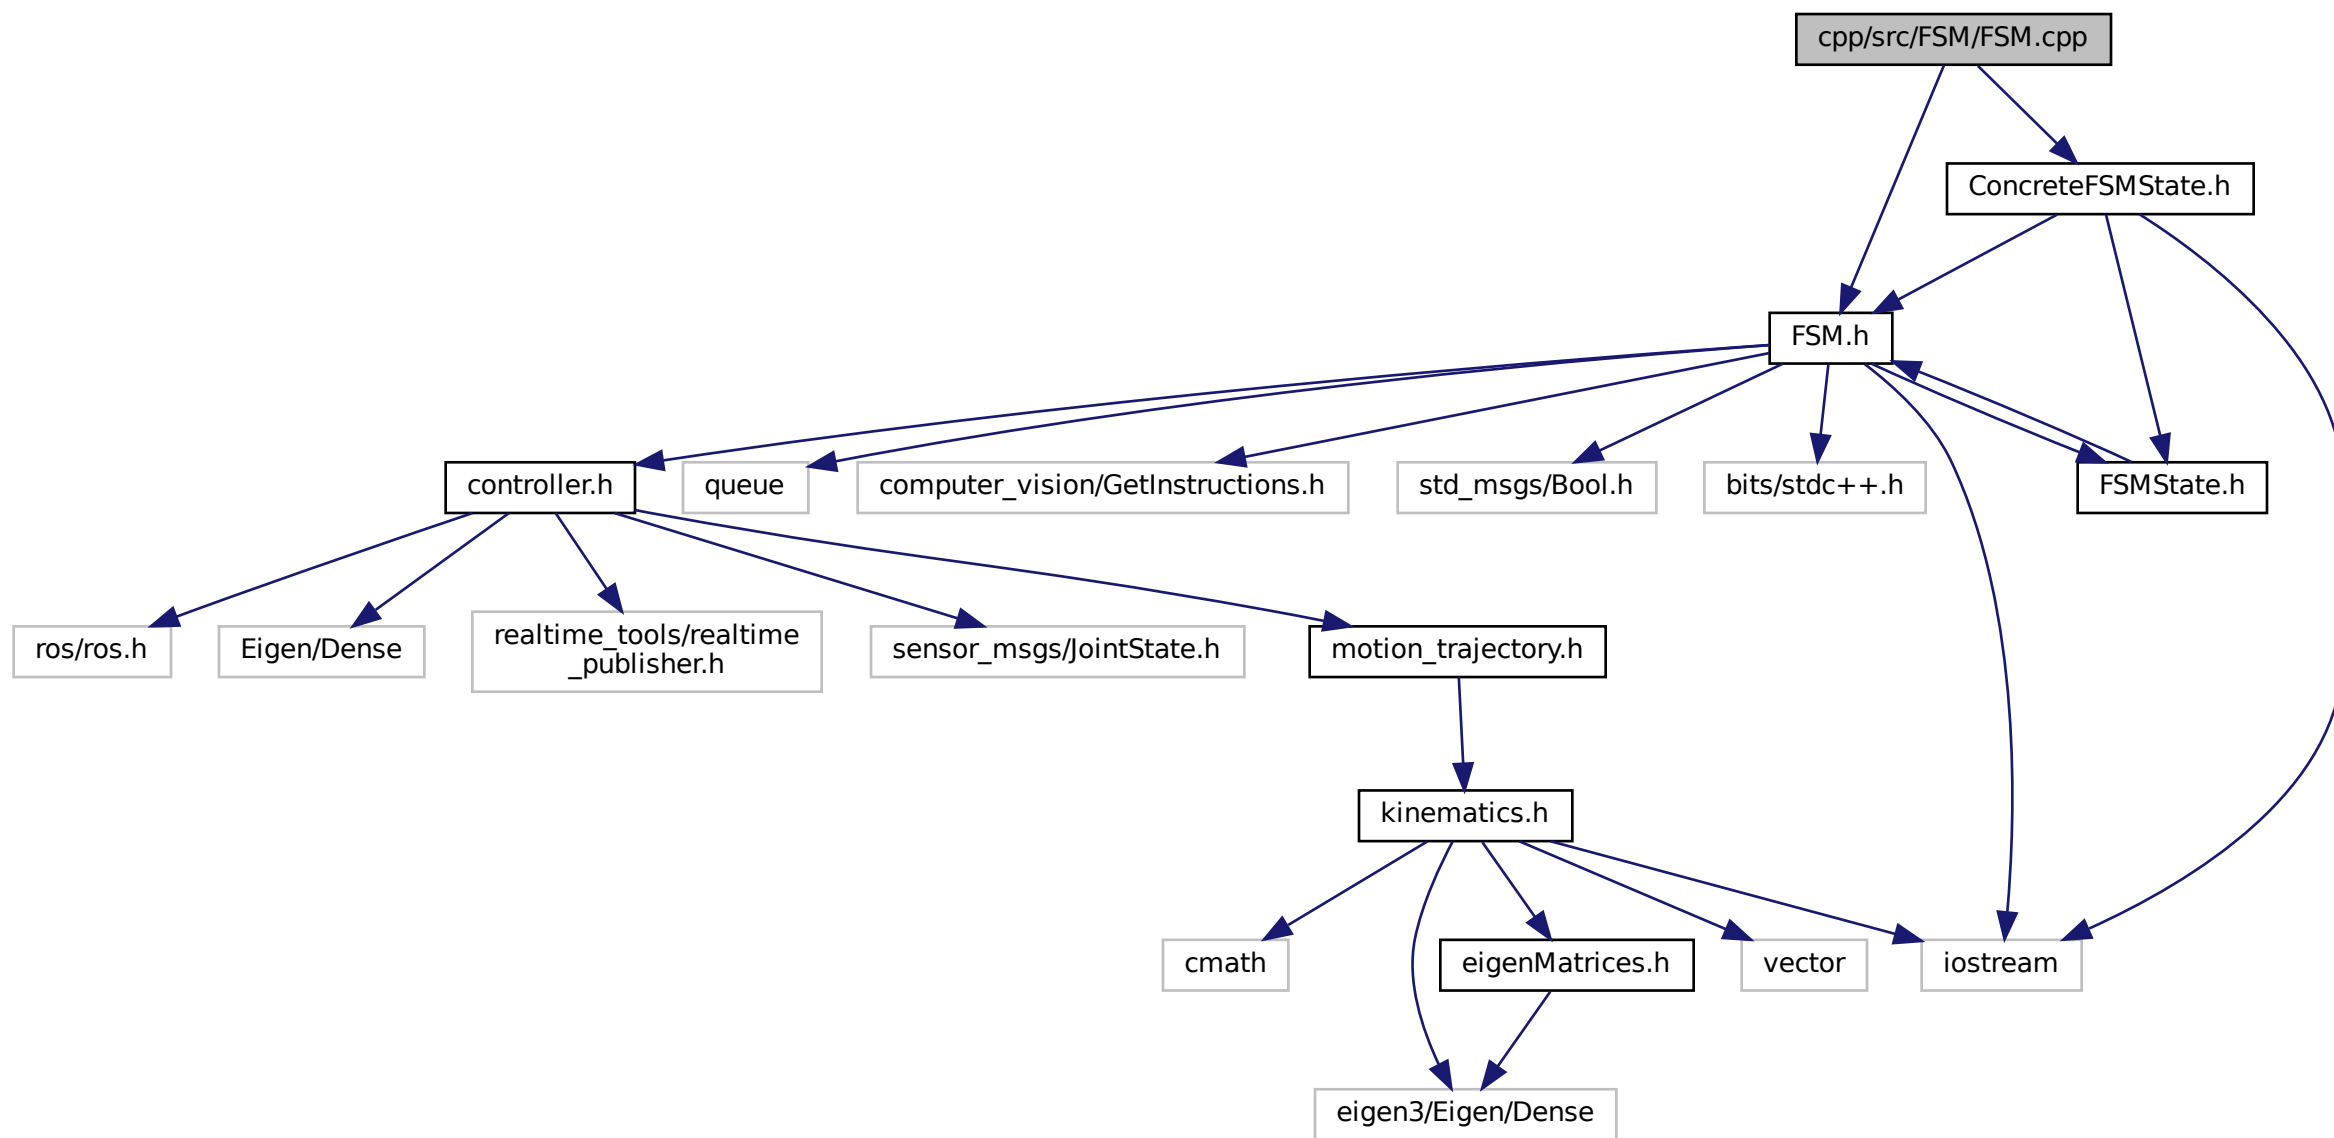 cpp/src/FSM/FSM.cpp
ConcreteFSMState.h
FSM.h
controller.h
queue
computer_vision/GetInstructions.h
std_msgs/Bool.h
bits/stdc++.h
FSMState.h
ros/ros.h
Eigen/Dense
realtime_tools/realtime
_publisher.h
sensor_msgs/JointState.h
motion_trajectory.h
kinematics.h
cmath
eigenMatrices.h
vector
iostream
eigen3/Eigen/Dense